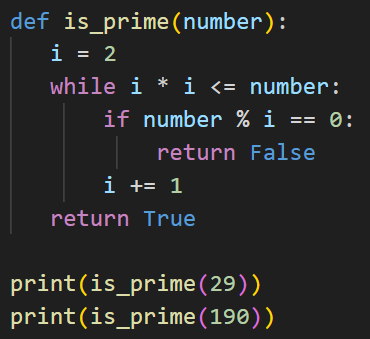 def is_prime(number):
    i = 2
    while i * i <= number:
        if number % i == 0:
            return False
        i += 1
    return True

print(is_prime(29))
print(is_prime(190))